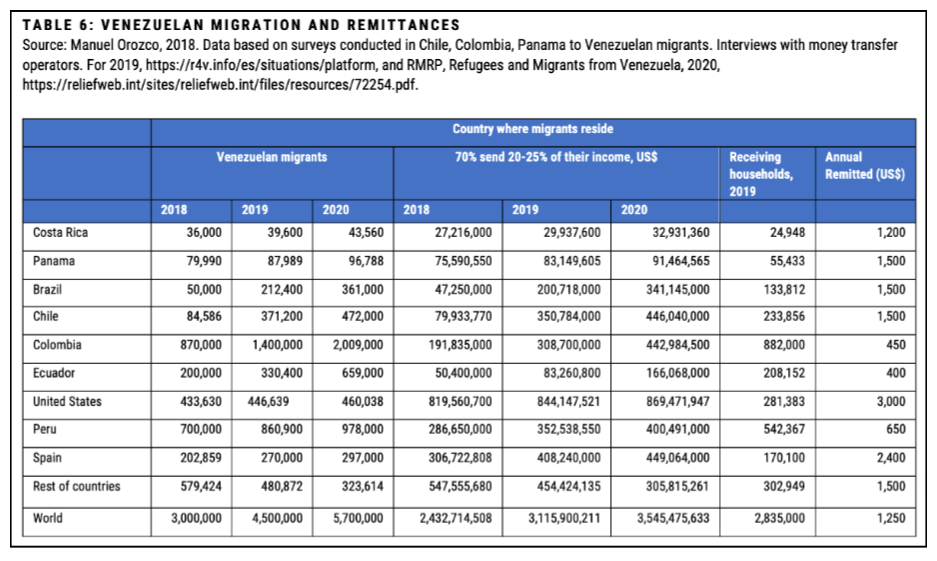 TABLE 6: VENEZUELAN MIGRATION AND REMITTANCES
Source: Manuel Orozco, 2018. Data based on surveys conducted in Chile, Colombia, Panama to Venezuelan migrants. Interviews with money transfer
operators. For 2019, https://r4v.info/es/situations/platform, and RMRP, Refugees and Migrants from Venezuela, 2020,
https://reliefweb.int/sites/reliefweb.int/files/resources/72254.pdf.
Country where migrants reside
Venezuelan migrants 70% send 20-25% of their income, US$ Receiving households, 2019 Annual Remitted (US$)
2018 2019 2020 2018 2019 2020
Costa Rica 36,000 39,600 43,560 27,216,000 29,937,600 32,931,360 24,948 1,200
Panama 79,990 87,989 96,788 75,590,550 83,149,605 91,464,565 55,433 1,500
Brazil 50,000 212,400 361,000 47,250,000 200,718,000 341,145,000 133,812 1,500
Chile 84,586 371,200 472,000 79,933,770 350,784,000 446,040,000 233,856 1,500
Colombia 870,000 1,400,000 2,009,000 191,835,000 308,700,000 442,984,500 882,000 450
Ecuador 200,000 330,400 659,000 50,400,000 83,260,800 166,068,000 208,152 400
United States 433,630 446,639 460,038 819,560,700 844,147,521 869,471,947 281,383 3,000
Peru 700,000 860,900 978,000 286,650,000 352,538,550 400,491,000 542,367 650
Spain 202,859 270,000 297,000 306,722,808 408,240,000 449,064,000 170,100 2,400
Rest of countries 579,424 480,872 323,614 547,555,680 454,424,135 305,815,261 302,949 1,500
World 3,000,000 4,500,000 5,700,000 2,432,714,508 3,115,900,211 3,545,475,633 2,835,000 1,250